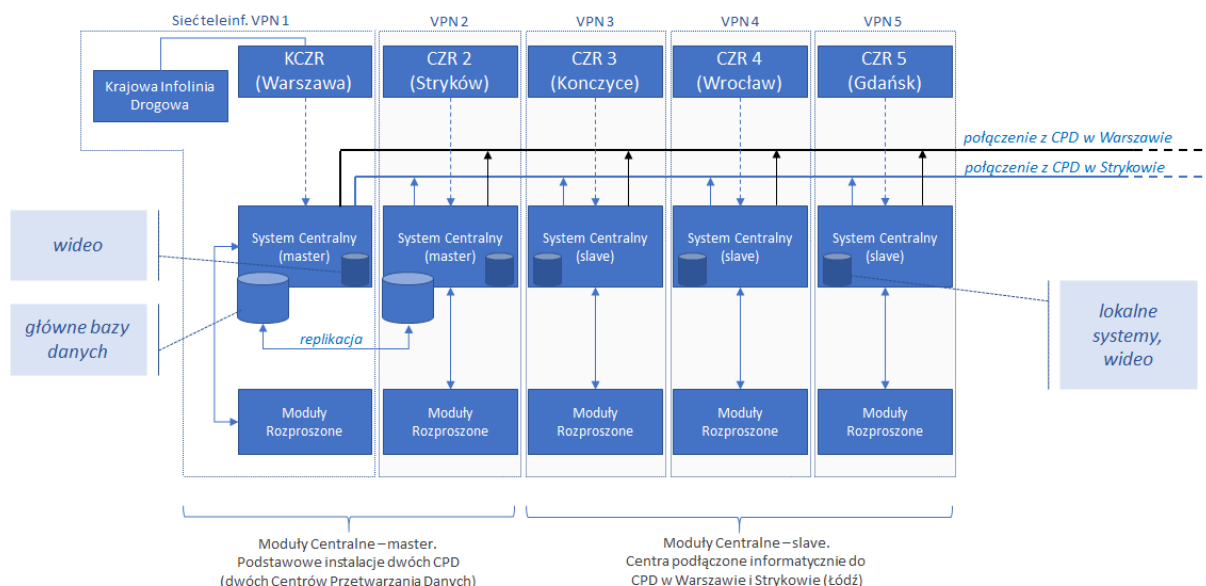 Sieć teleinf. VPN 1
VPN 2
VPN 3
VPN 4
VPN 5
Krajowa Infolinia
Drogowa
KCZR
(Warszawa)
CZR 2
(Stryków)
CZR 3
(Konczyce)
CZR 4
(Wrocław)
CZR 5
(Gdańsk)
połączenie z CPD w Warszawie
połączenie z CPD w Strykowie
wideo
główne bazy
danych
System Centralny
(master)
System Centralny
(master)
System Centralny
(slave)
System Centralny
(slave)
System Centralny
(slave)
replikacja
lokalne
systemy,
wideo
Moduły
Rozproszone
Moduły
Rozproszone
Moduły
Rozproszone
Moduły
Rozproszone
Moduły
Rozproszone
Moduły Centralne – master.
Podstawowe instalacje dwóch CPD
(dwóch Centrów Przetwarzania Danych)
Moduły Centralne – slave.
Centra podłączone informatycznie do
CPD w Warszawie i Strykowie (Łódź)